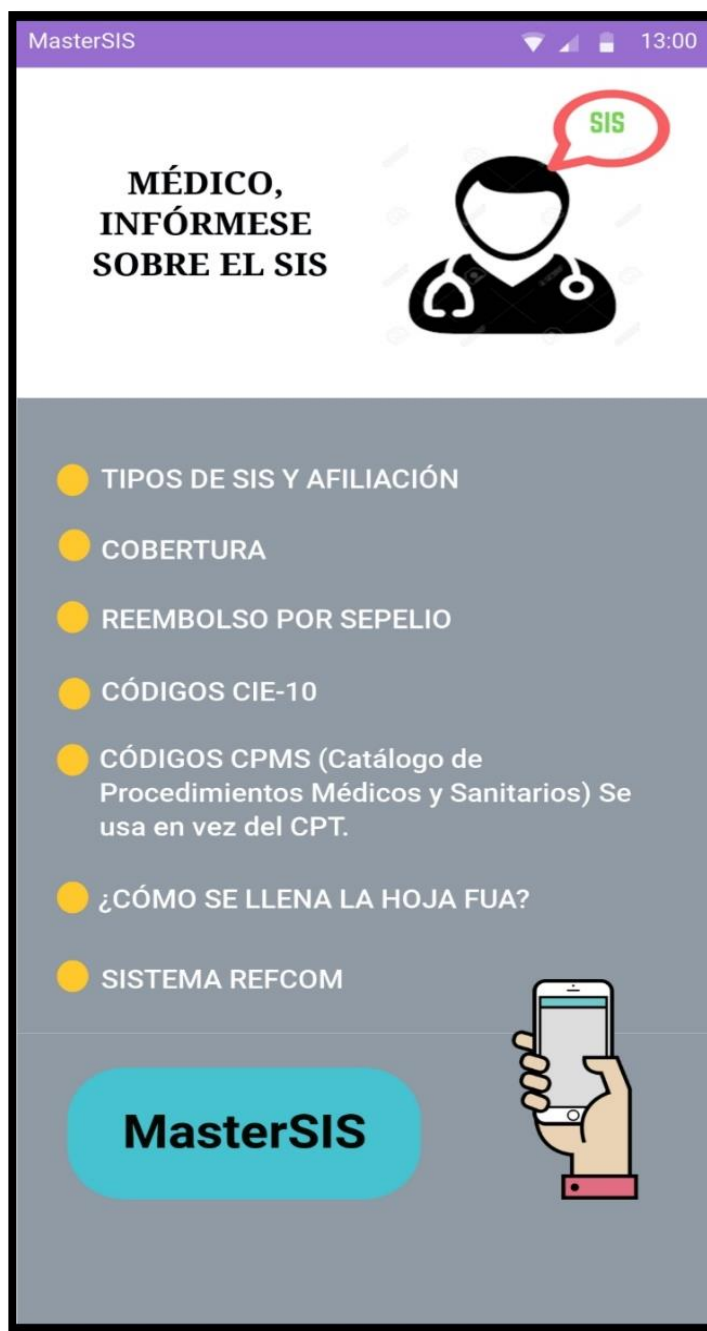 MasterSIS
13:00
SIS
MÉDICO,
INFÓRMESE
SOBRE EL SIS
TIPOS DE SIS Y AFILIACIÓN
COBERTURA
REEMBOLSO POR SEPELIO
CÓDIGOS CIE-10
CÓDIGOS CPMS (Catálogo de
Procedimientos Médicos y Sanitarios) Se
usa en vez del CPT.
¿CÓMO SE LLENA LA HOJA FUA?
SISTEMA REFCOM
MasterSIS